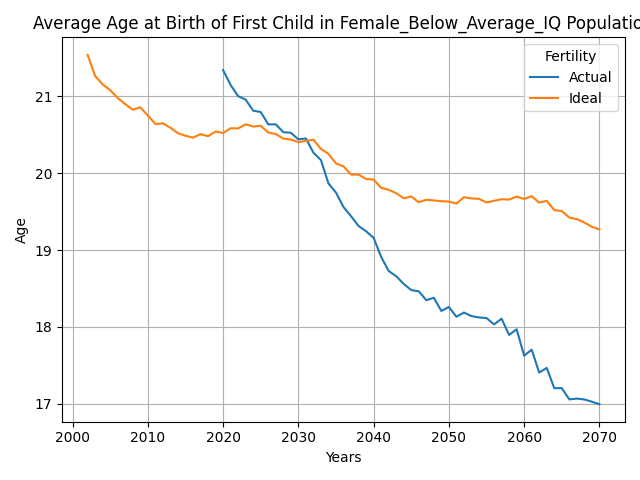 Average Age at Birth of First Child in Female_Below_Average_IQ Populatio
Fertility
Actual
Ideal
21
20
19
18
17
Age
2000 2010 2020 2030 2040 2050 2060 2070
Years